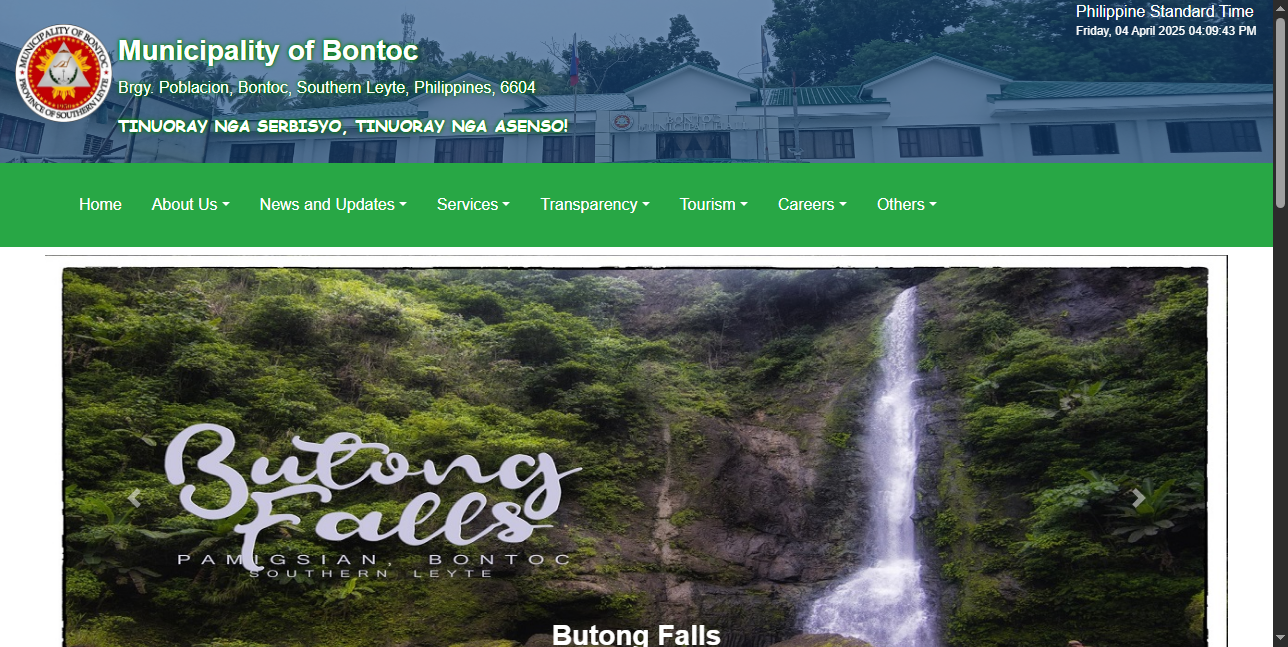 Philippine Standard Time
Friday, 04 April 2025 04:09:43 PM
MUNICIPALITY OF BONTOC
PROVINCE OF SOUTHERN LEYTE
Municipality of Bontoc
Brgy. Poblacion, Bontoc, Southern Leyte, Philippines, 6604
TINUORAY NGA SERBISYO, TINUORAY NGA ASENSO!
BONTOC
Home
About Us
News and Updates
Services
Transparency
Tourism
Careers
Others
Butong
Falls
PAMIGSIAN, BONTOC
SOUTHERN LEYTE
Butong Falls